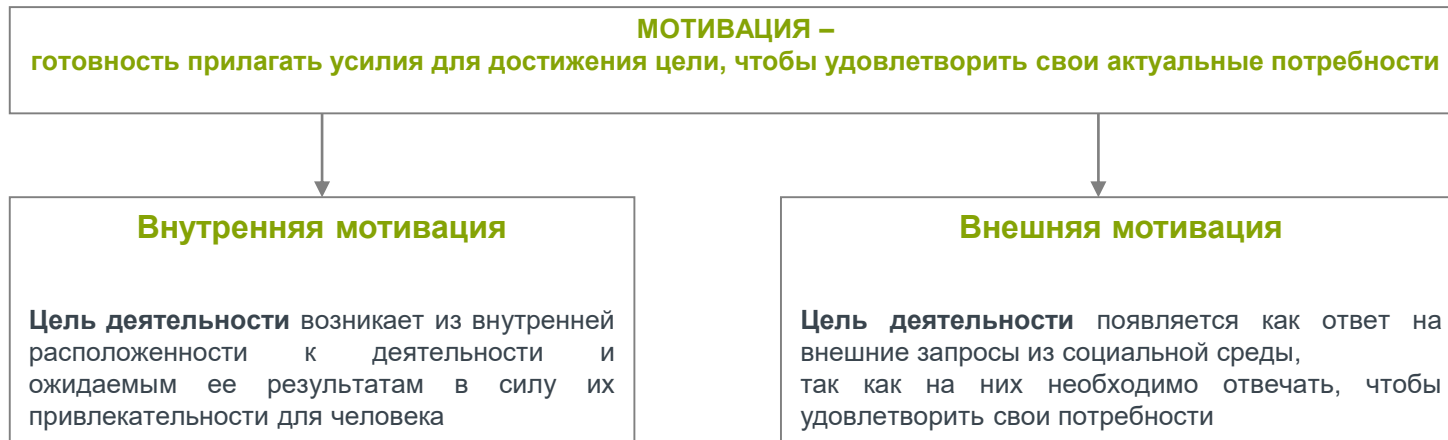 МОТИВАЦИЯ –
готовность прилагать усилия для достижения цели, чтобы удовлетворить свои актуальные потребности
Внутренняя мотивация
Цель деятельности возникает из внутренней
расположенности к деятельности и
ожидаемым ее результатам в силу их
привлекательности для человека
Внешняя мотивация
Цель деятельности появляется как ответ на
внешние запросы из социальной среды,
так как на них необходимо отвечать, чтобы
удовлетворить свои потребности